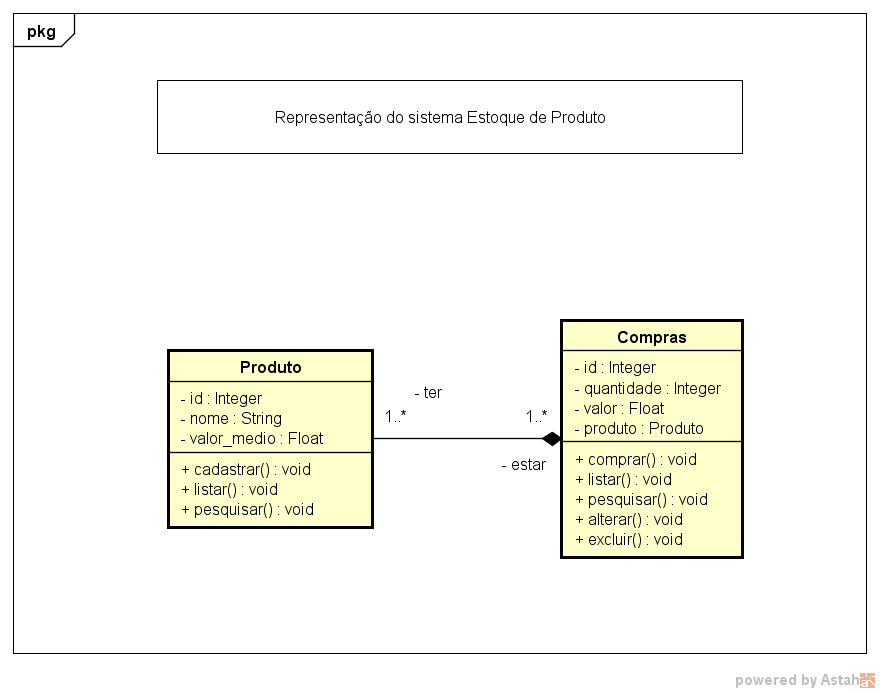 pkg
Representação do sistema Estoque de Produto
Produto
- id : Integer
- nome : String
- valor_medio : Float
+ cadastrar() : void
+ listar() : void
+ pesquisar() : void
- ter
1..*
1..*
- estar
Compras
- id : Integer
- quantidade : Integer
- valor : Float
- produto : Produto
+ comprar() : void
+ listar() : void
+ pesquisar() : void
+ alterar() : void
+ excluir() : void
powered by Astah